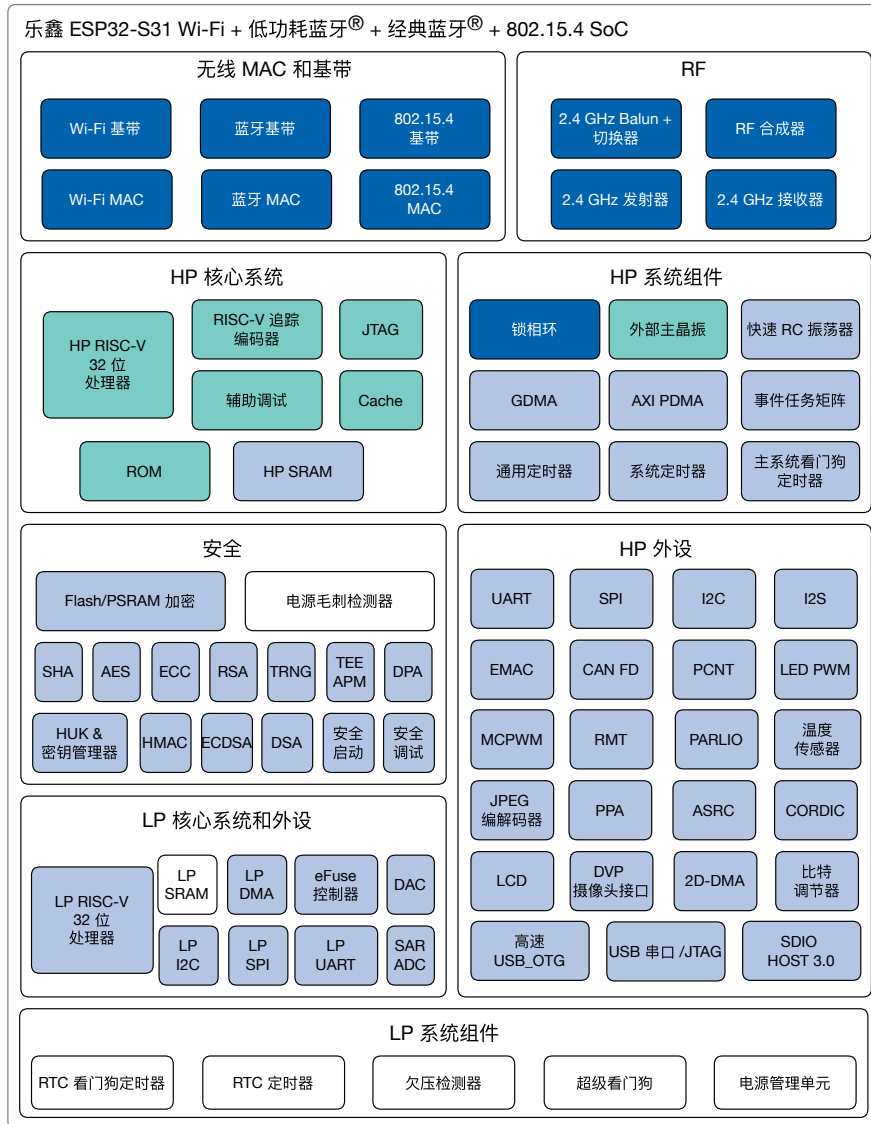 乐鑫 ESP32-S31 Wi-Fi + 低功耗蓝牙® + 经典蓝牙® + 802.15.4 SoC
无线 MAC 和基带
Wi-Fi 基带
蓝牙基带
802.15.4
基带
Wi-Fi MAC
蓝牙 MAC
802.15.4
MAC
RF
2.4 GHz Balun +
切换器
RF 合成器
2.4 GHz 发射器
2.4 GHz 接收器
HP 核心系统
HP RISC-V
32 位
处理器
RISC-V 追踪
编码器
JTAG
辅助调试
Cache
ROM
HP SRAM
HP 系统组件
锁相环
外部主晶振
快速 RC 振荡器
GDMA
AXI PDMA
事件任务矩阵
通用定时器
系统定时器
主系统看门狗
定时器
安全
Flash/PSRAM 加密
电源毛刺检测器
SHA
AES
ECC
RSA
TRNG
TEE
APM
DPA
HUK &
密钥管理器
HMAC
ECDSA
DSA
安全
启动
安全
调试
HP 外设
UART
SPI
I2C
I2S
EMAC
CAN FD
PCNT
LED PWM
MCPWM
RMT
PARLIO
温度
传感器
JPEG
编解码器
PPA
ASRC
CORDIC
LCD
DVP
摄像头接口
2D-DMA
比特
调节器
高速
USB_OTG
USB 串口 /JTAG
SDIO
HOST 3.0
LP 核心系统和外设
LP RISC-V
32 位
处理器
LP
SRAM
LP
DMA
eFuse
控制器
DAC
LP
I2C
LP
SPI
LP
UART
SAR
ADC
LP 系统组件
RTC 看门狗定时器
RTC 定时器
欠压检测器
超级看门狗
电源管理单元